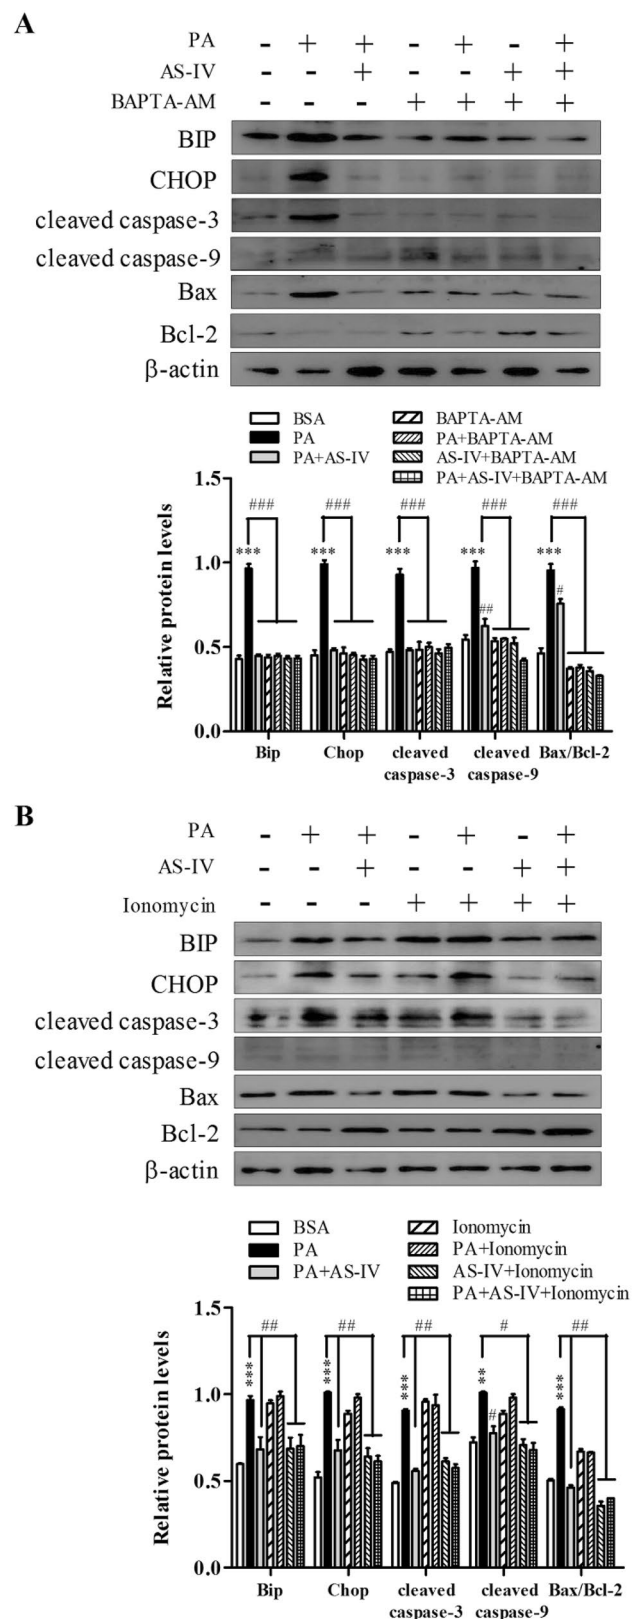 A
PA - + + - + - +
AS-IV - - + - - + +
BAPTA-AM - - - + + + +
BIP
CHOP
cleaved caspase-3
cleaved caspase-9
Bax
Bcl-2
β-actin
BSA
PA
PA+AS-IV
BAPTA-AM
PA+BAPTA-AM
AS-IV+BAPTA-AM
PA+AS-IV+BAPTA-AM
Relative protein levels
1.5
1.0
0.5
0.0
### ### ### ### ###
*** *** *** *** ***
## #
Bip Chop cleaved caspase-3 cleaved caspase-9 Bax/Bcl-2
B
PA - + + - + - +
AS-IV - - + - - + +
Ionomycin - - - + + + +
BIP
CHOP
cleaved caspase-3
cleaved caspase-9
Bax
Bcl-2
β-actin
BSA
PA
PA+AS-IV
Ionomycin
PA+Ionomycin
AS-IV+Ionomycin
PA+AS-IV+Ionomycin
Relative protein levels
1.5
1.0
0.5
0.0
## ## ## # ##
*** *** *** ** ***
#
Bip Chop cleaved caspase-3 cleaved caspase-9 Bax/Bcl-2